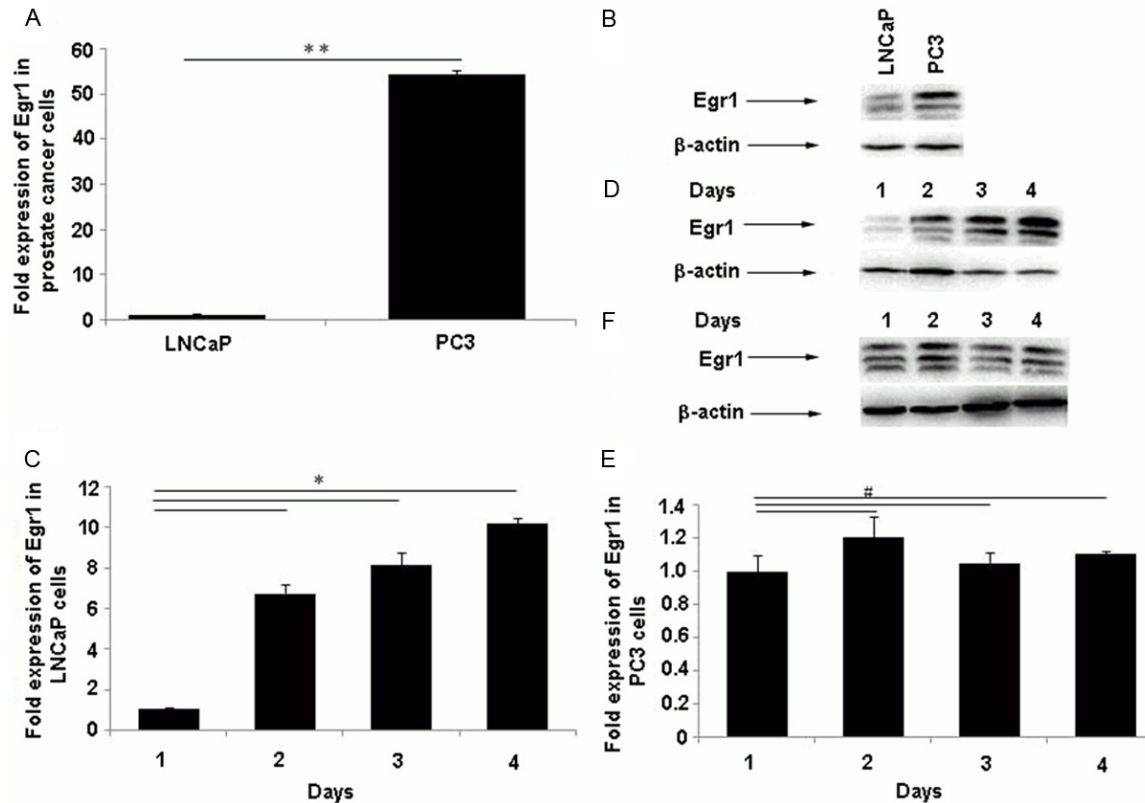 A
Fold expression of Egr1 in
prostate cancer cells
60
50
40
30
20
10
0
**
LNCaP
PC3
B
LNCaP
PC3
Egr1
β-actin
D
Days
1 2 3 4
Egr1
β-actin
F
Days
1 2 3 4
Egr1
β-actin
C
Fold expression of Egr1 in
LNCaP cells
12
10
8
6
4
2
0
*
1 2 3 4
Days
E
Fold expression of Egr1 in
PC3 cells
1.4
1.2
1.0
0.8
0.6
0.4
0.2
0
#
1 2 3 4
Days